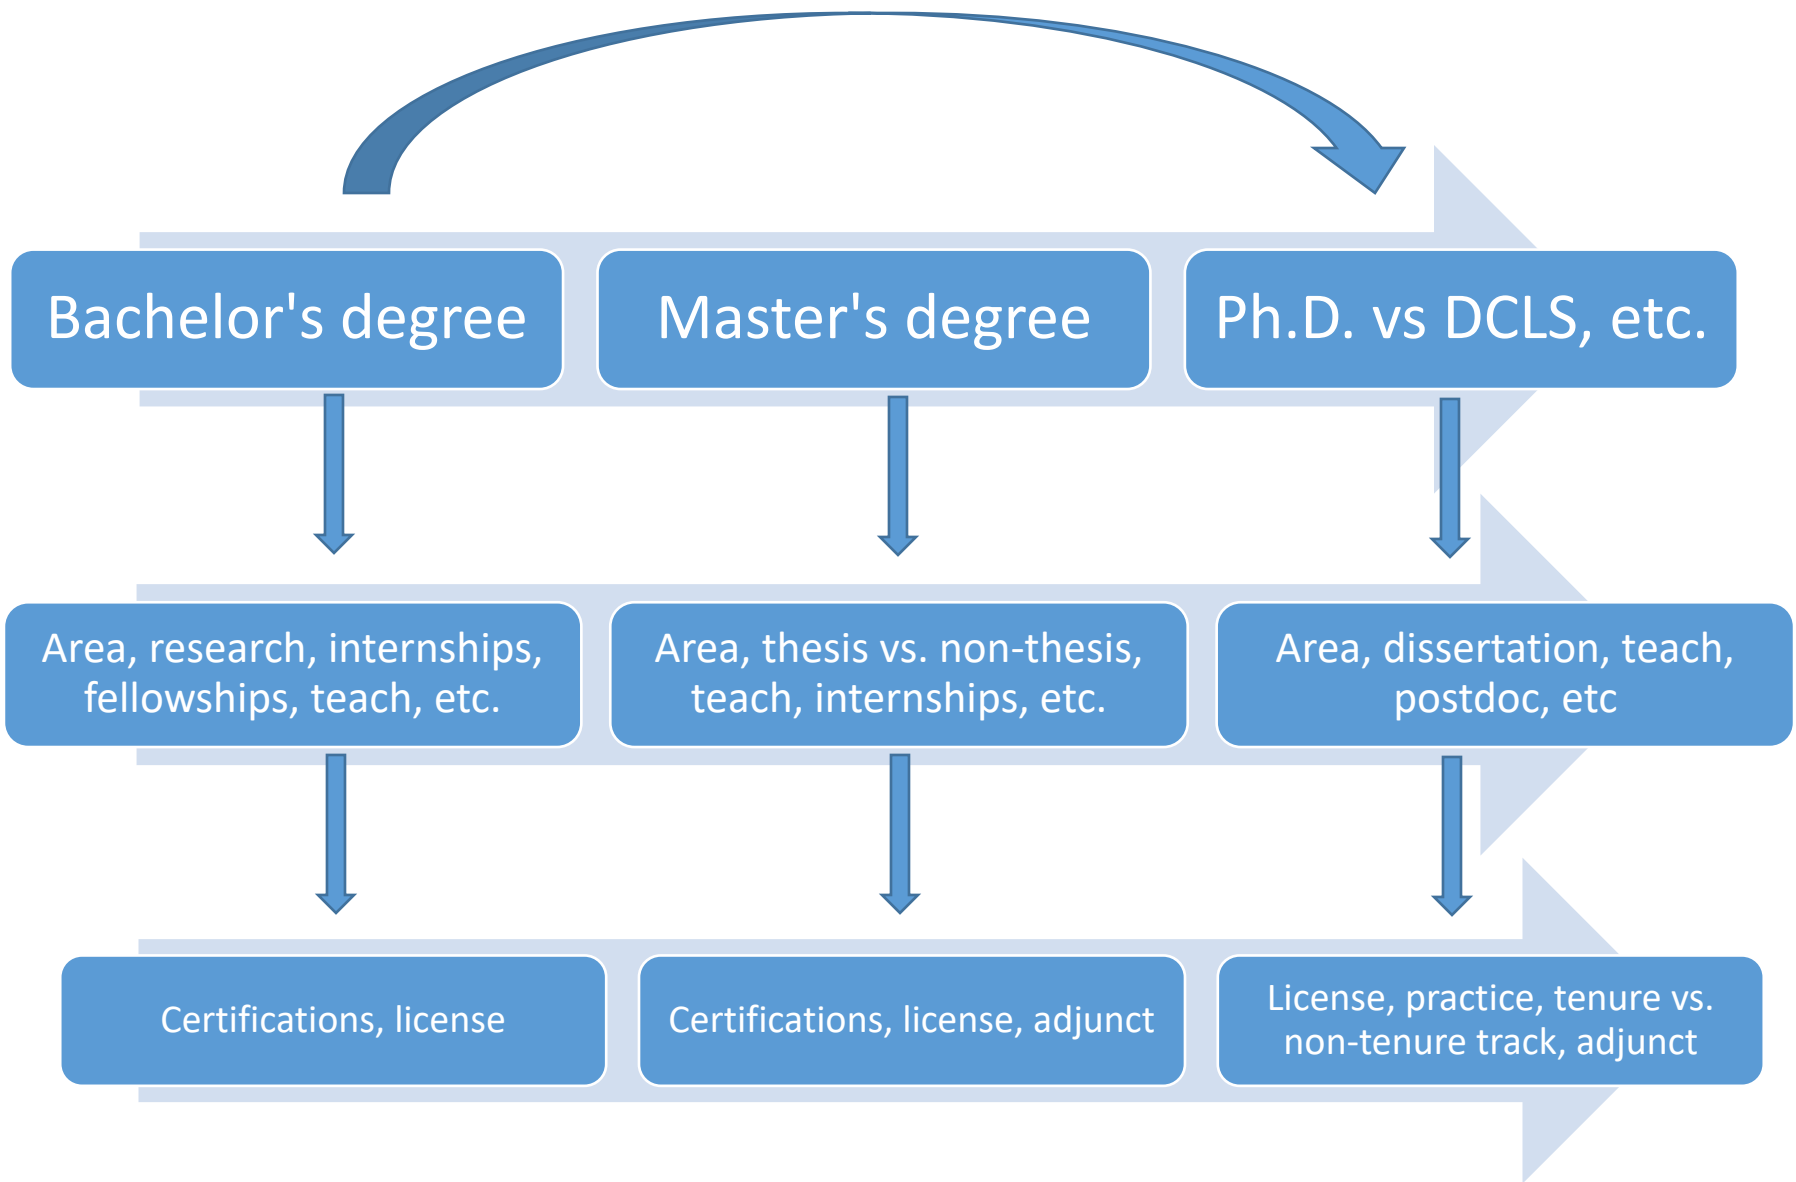 Bachelor's degree
Master's degree
Ph.D. vs DCLS, etc.
Area, research, internships,
fellowships, teach, etc.
Area, thesis vs. non-thesis,
teach, internships, etc.
Area, dissertation, teach,
postdoc, etc
Certifications, license
Certifications, license, adjunct
License, practice, tenure vs.
non-tenure track, adjunct